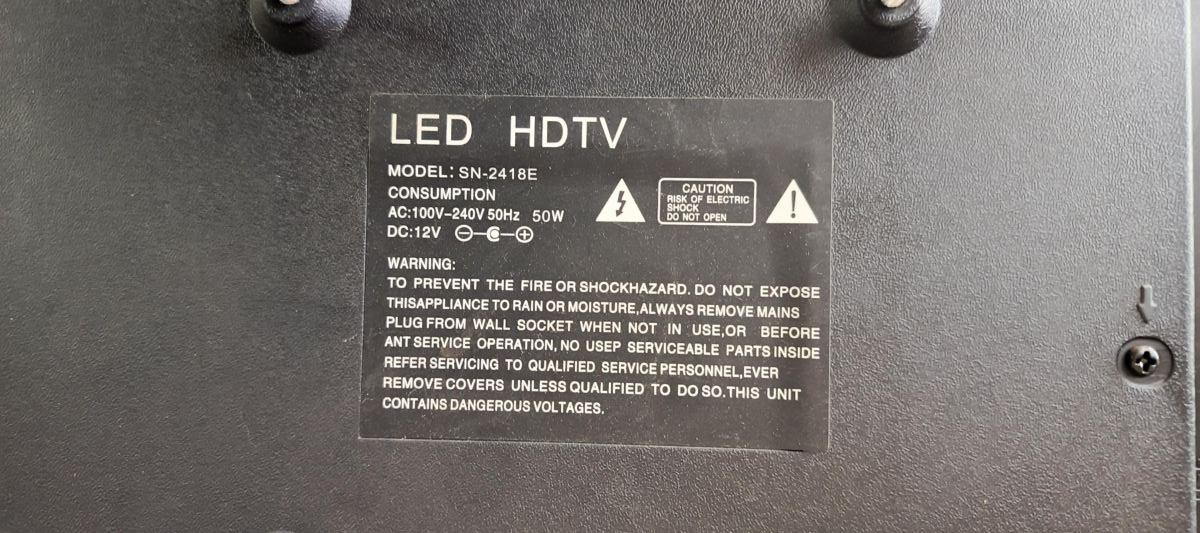 LED HDTV
MODEL: SN-2418E
CONSUMPTION
AC:100V-240V 50Hz 50W
DC:12V
CAUTION
RISK OF ELECTRIC
SHOCK
DO NOT OPEN
WARNING:
TO PREVENT THE FIRE OR SHOCKHAZARD. DO NOT EXPOSE
THISAPPLIANCE TO RAIN OR MOISTURE,ALWAYS REMOVE MAINS
PLUG FROM WALL SOCKET WHEN NOT IN USE,OR BEFORE
ANT SERVICE OPERATION, NO USEP SERVICEABLE PARTS INSIDE
REFER SERVICING TO QUALIFIED SERVICE PERSONNEL,EVER
REMOVE COVERS UNLESS QUALIFIED TO DO SO.THIS UNIT
CONTAINS DANGEROUS VOLTAGES.